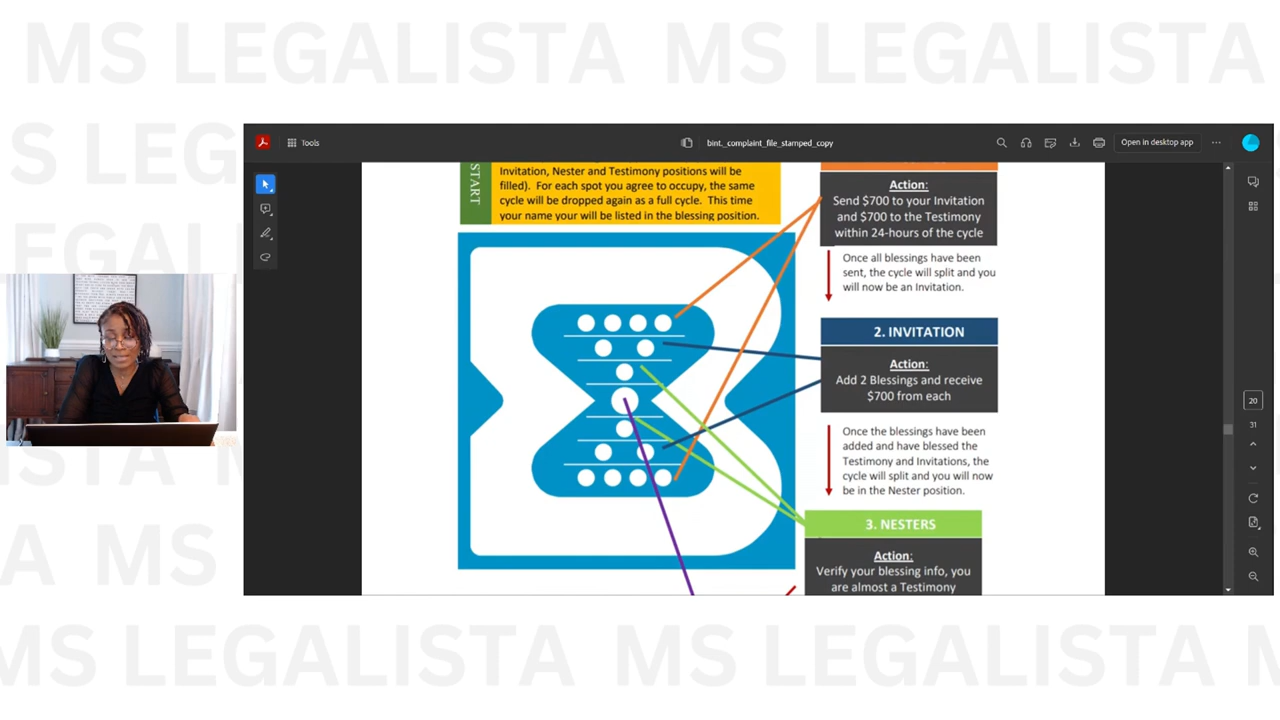 MS LEGALISTA MS LEGALISTA
S LEG
EGAL
ISTA
A MS
MS LEGALISTA MS LEGALISTA
Tools
bint._complaint_file_stamped_copy
Open in desktop app
START
Invitation, Nester and Testimony positions will be
filled). For each spot you agree to occupy, the same
cycle will be dropped again as a full cycle. This time
your name your will be listed in the blessing position.
Action:
Send $700 to your Invitation
and $700 to the Testimony
within 24-hours of the cycle
Once all blessings have been
sent, the cycle will split and you
will now be an Invitation.
2. INVITATION
Action:
Add 2 Blessings and receive
$700 from each
Once the blessings have been
added and have blessed the
Testimony and Invitations, the
cycle will split and you will now
be in the Nester position.
3. NESTERS
Action:
Verify your blessing info, you
are almost a Testimony
20
31